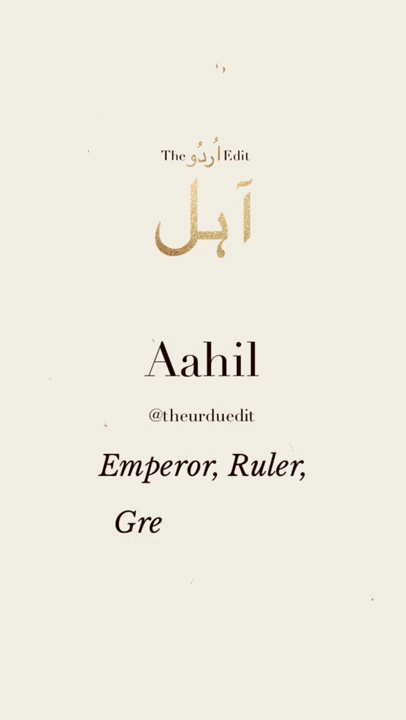 The اُردُو Edit
آہل
Aahil
@theurduedit
Emperor, Ruler,
Gre